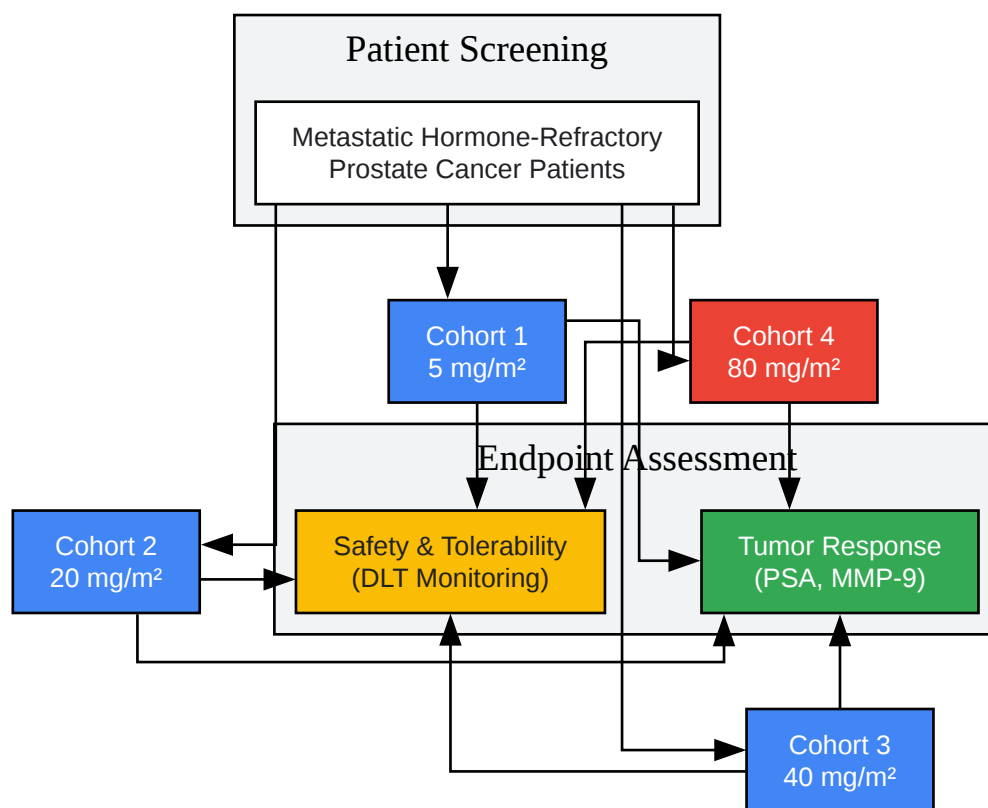 Patient Screening
Metastatic Hormone-Refractory
Prostate Cancer Patients
Cohort 1
5 mg/m²
Cohort 4
80 mg/m²
Endpoint Assessment
Cohort 2
20 mg/m²
Safety & Tolerability
(DLT Monitoring)
Tumor Response
(PSA, MMP-9)
Cohort 3
40 mg/m²